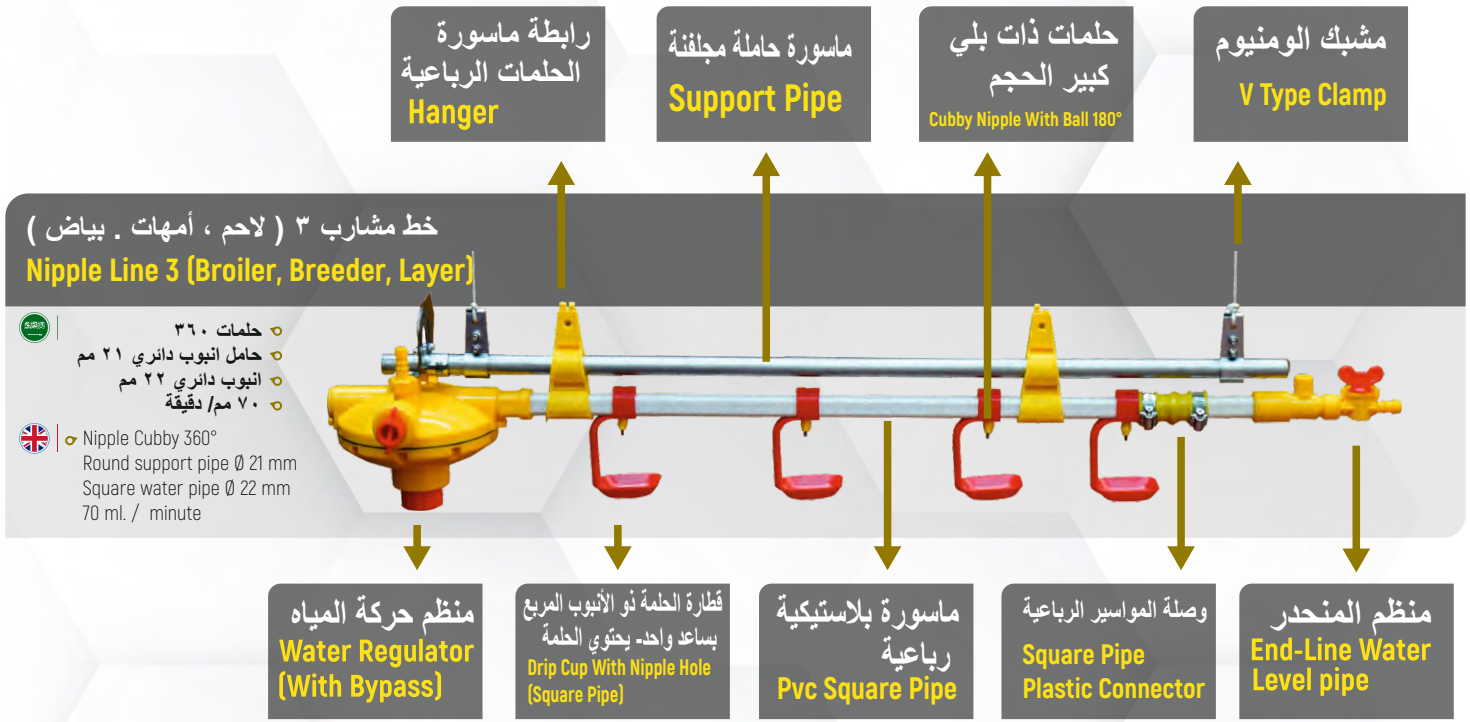 رابطة ماسورة
الحلمات الرباعية
Hanger
ماسورة حاملة مجلفنة
Support Pipe
حلمات ذات بلي
كبير الحجم
Cubby Nipple With Ball 180°
مشبك الومنيوم
V Type Clamp
خط مشارب ٣ ( لاحم ، أمهات . بياض )
Nipple Line 3 (Broiler, Breeder, Layer)
حلمات ٣٦٠
حامل انبوب دائري ٢١ مم
انبوب دائري ٢٢ مم
٧٠ مم/ دقيقة
Nipple Cubby 360°
Round support pipe Ø 21 mm
Square water pipe Ø 22 mm
70 ml. / minute
منظم حركة المياه
Water Regulator
(With Bypass)
قطارة الحلمة ذو الأنبوب المربع
بساعد واحد- يحتوي الحلمة
Drip Cup With Nipple Hole
(Square Pipe)
ماسورة بلاستيكية
رباعية
Pvc Square Pipe
وصلة المواسير الرباعية
Square Pipe
Plastic Connector
منظم المنحدر
End-Line Water
Level pipe